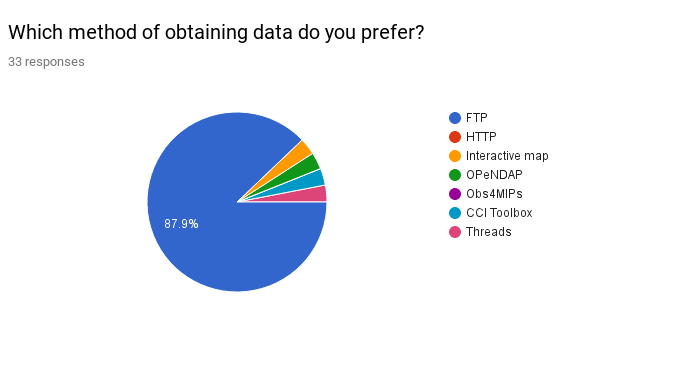 Which method of obtaining data do you prefer?
33 responses
87.9%
FTP
HTTP
Interactive map
OPeNDAP
Obs4MIPs
CCI Toolbox
Threads